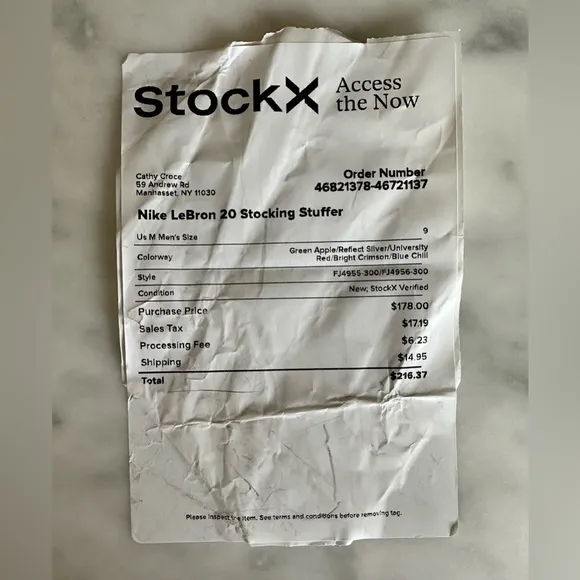 StockX Access
the Now
Cathy Croce
59 Andrew Rd
Manhasset, NY 11030
Order Number
46821378-46721137
Nike LeBron 20 Stocking Stuffer
Us M Men's Size 9
Colorway Green Apple/Reflect Silver/University
Red/Bright Crimson/Blue Chill
Style FJ4955-300/FJ4956-300
Condition New; StockX Verified
Purchase Price $178.00
Sales Tax $17.19
Processing Fee $6.23
Shipping $14.95
Total $216.37
Please inspect the item. See terms and conditions before removing tag.